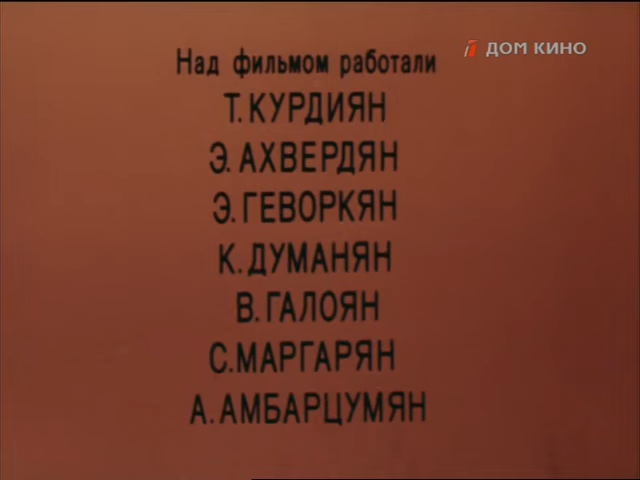 ДОМ КИНО
Над фильмом работали
Т. КУРДИЯН
Э. АХВЕРДЯН
Э. ГЕВОРКЯН
К. ДУМАНЯН
В. ГАЛОЯН
С. МАРГАРЯН
А. АМБАРЦУМЯН